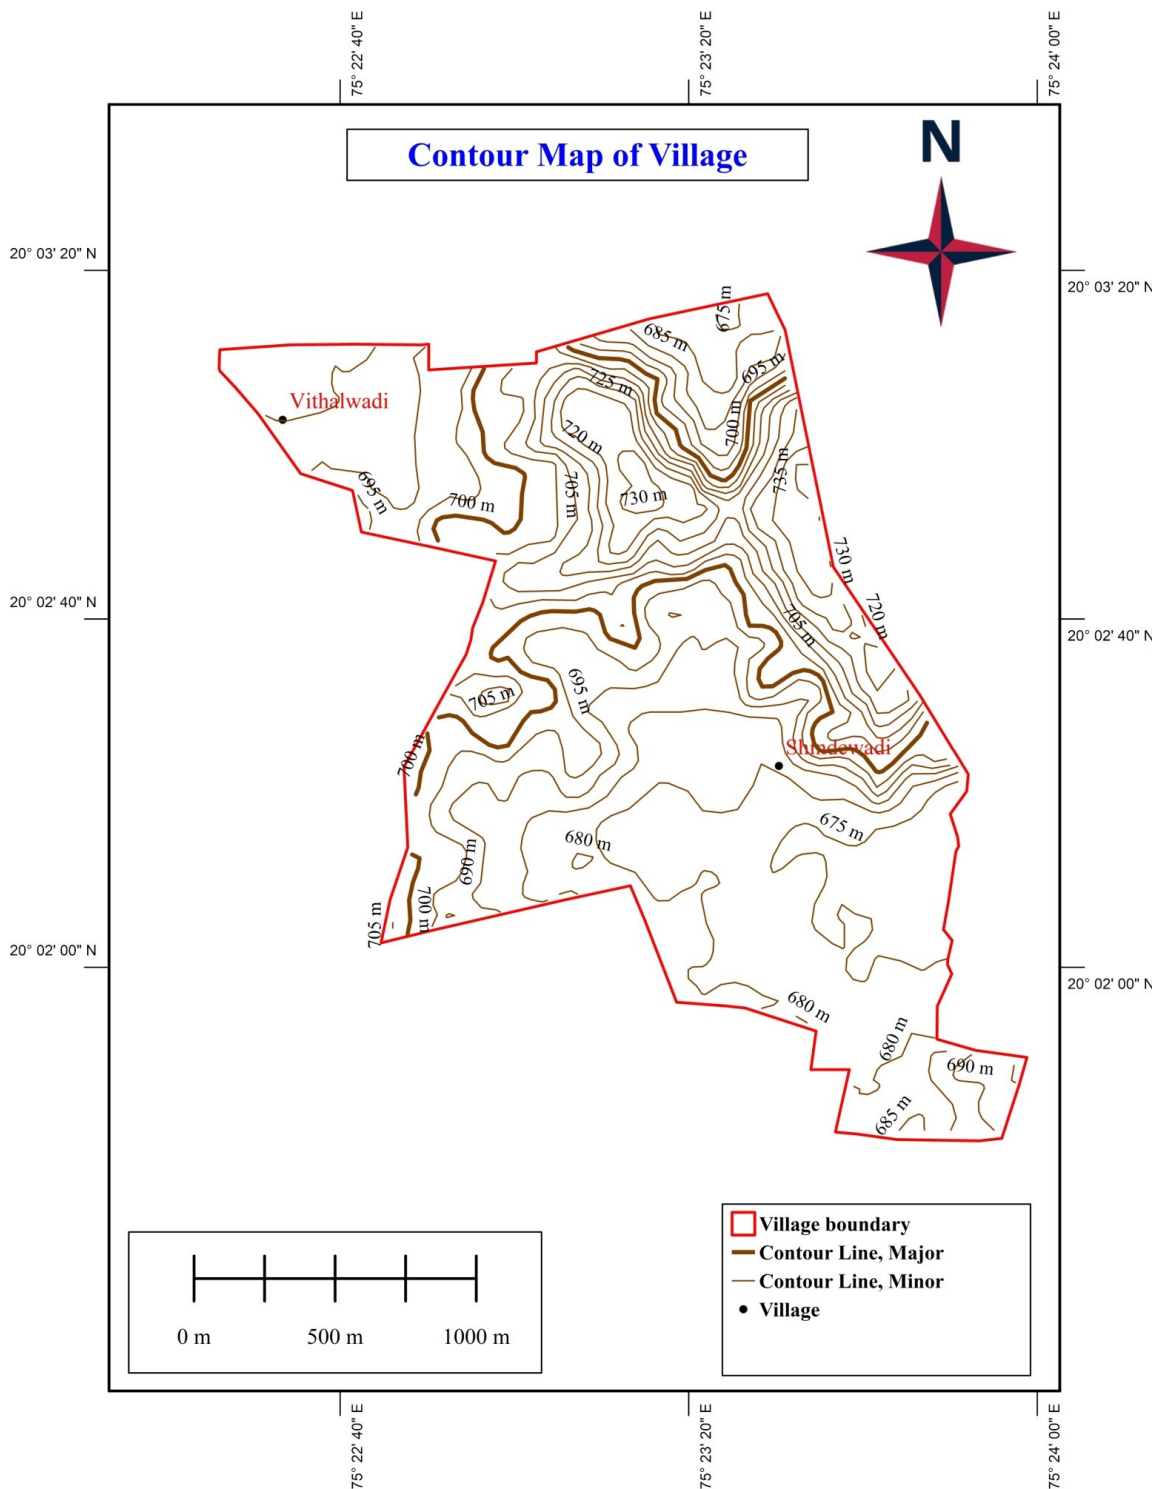 75° 22' 40" E
75° 23' 20" E
75° 24' 00" E
Contour Map of Village
N
20° 03' 20" N
20° 03' 20" N
675 m
685 m
695 m
725 m
Vithalwadi
700 m
720 m
735 m
695 m
700 m
705 m
730 m
730 m
20° 02' 40" N
720 m
705 m
20° 02' 40" N
695 m
705 m
700 m
Shindewadi
675 m
680 m
690 m
700 m
705 m
20° 02' 00" N
20° 02' 00" N
680 m
680 m
690 m
685 m
Village boundary
Contour Line, Major
Contour Line, Minor
Village
0 m 500 m 1000 m
75° 22' 40" E
75° 23' 20" E
75° 24' 00" E